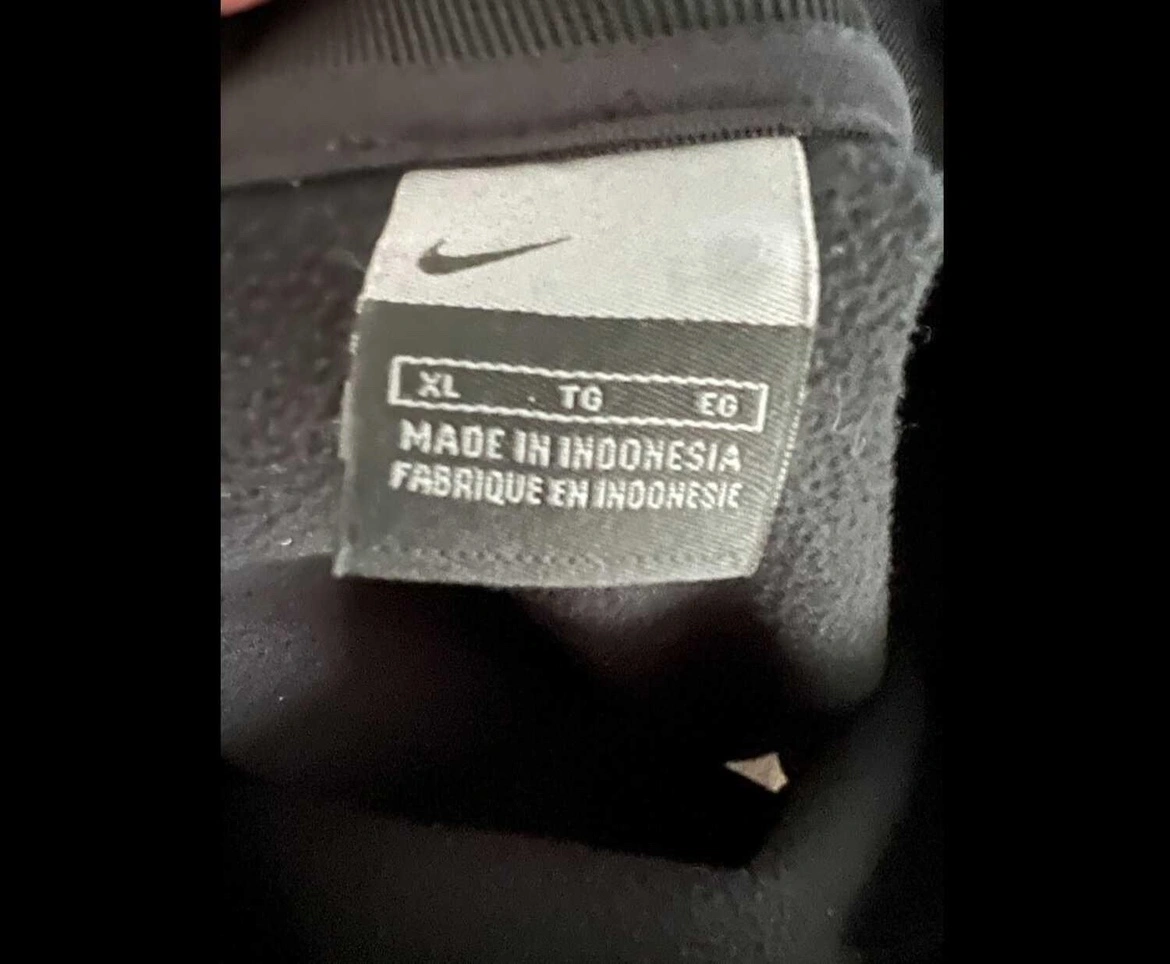 XL TG EG
MADE IN INDONESIA
FABRIQUE EN INDONESIE